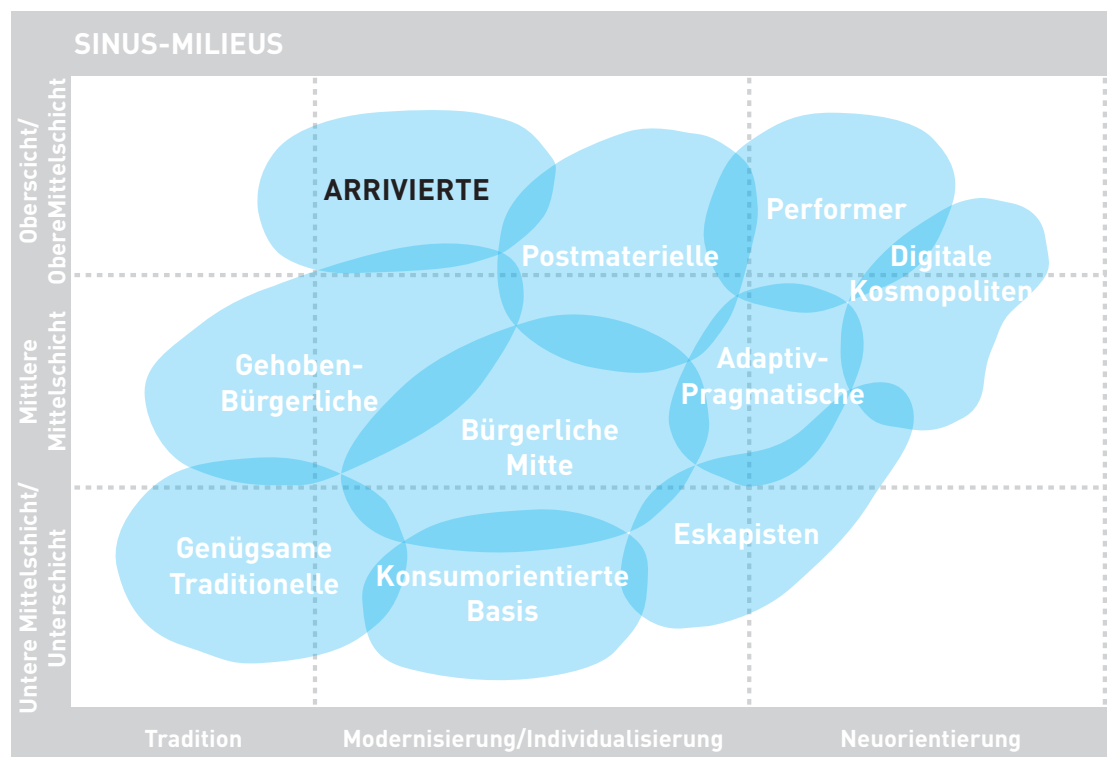 SINUS-MILIEUS
Oberscicht/
ObereMittelschicht
Mittlere
Mittelschicht
Untere Mittelschicht/
Unterschicht
ARRIVIERTE
Postmaterielle
Performer
Digitale
Kosmopoliten
Gehoben-
Bürgerliche
Adaptiv-
Pragmatische
Bürgerliche
Mitte
Genügsame
Traditionelle
Konsumorientierte
Basis
Eskapisten
Tradition
Modernisierung/Individualisierung
Neuorientierung